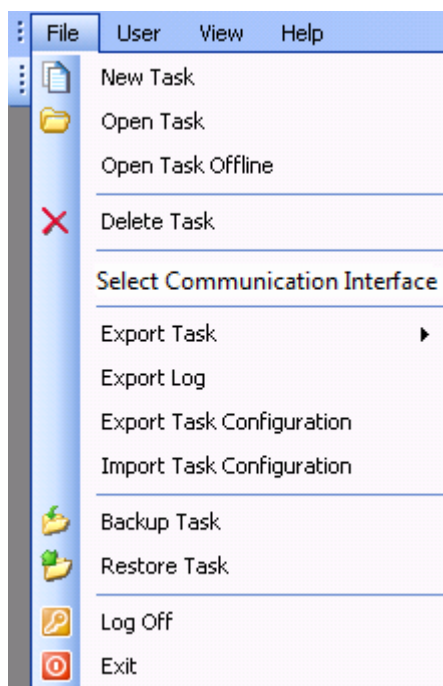 File User View Help
New Task
Open Task
Open Task Offline
Delete Task
Select Communication Interface
Export Task
Export Log
Export Task Configuration
Import Task Configuration
Backup Task
Restore Task
Log Off
Exit